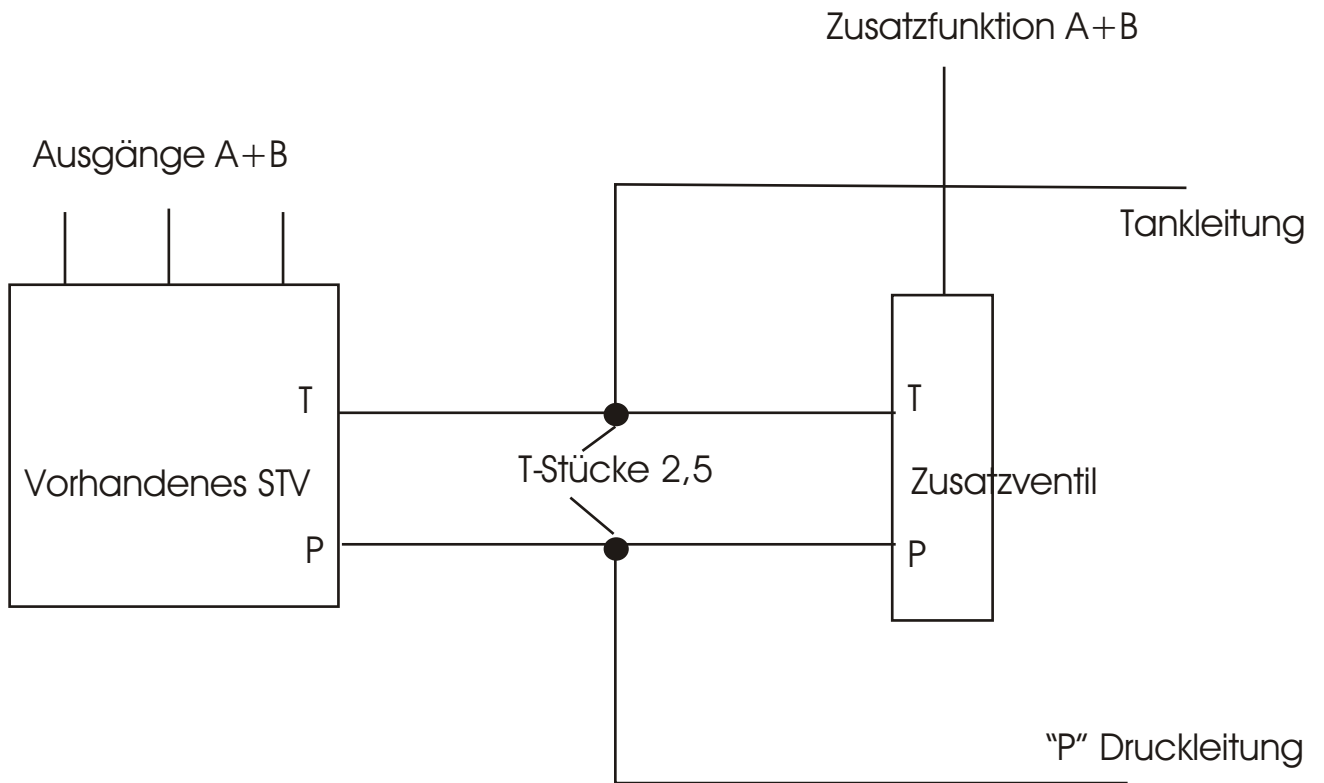 Zusatzfunktion A+B
Ausgänge A+B
Tankleitung
T
T
T-Stücke 2,5
Vorhandenes STV
Zusatzventil
P
P
"P" Druckleitung